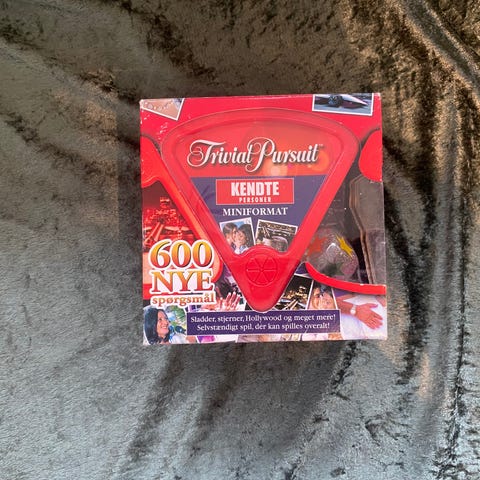 Trivial Pursuit
KENDTE
PERSONER
MINIFORMAT
600
NYE
spørgsmål
Sladder, stjerner, Hollywood og meget mere!
Selvstændigt spil, der kan spilles overalt!